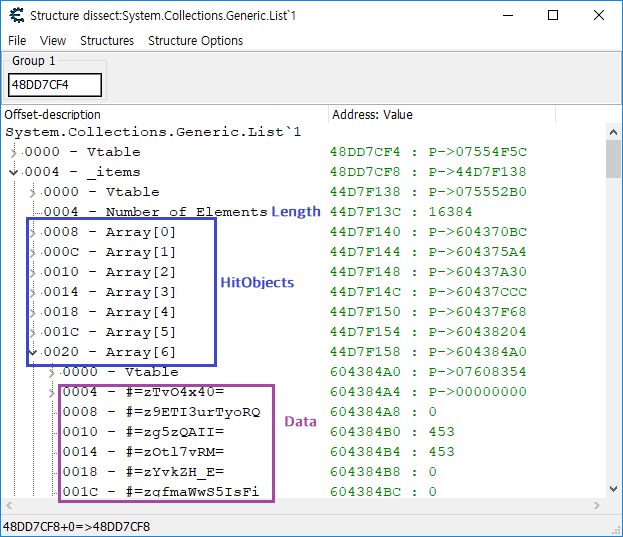 Structure dissect:System.Collections.Generic.List`1
File View Structures Structure Options
Group 1
48DD7CF4
Offset-description Address: Value
System.Collections.Generic.List`1
0000 - Vtable 48DD7CF4 : P->07554F5C
0004 - _items 48DD7CF8 : P->44D7F138
0000 - Vtable 44D7F138 : P->075552B0
0004 - Number of Elements Length 44D7F13C : 16384
0008 - Array[0] 44D7F140 : P->604370BC
000C - Array[1] 44D7F144 : P->604375A4
0010 - Array[2] 44D7F148 : P->60437A30
HitObjects
0014 - Array[3] 44D7F14C : P->60437CCC
0018 - Array[4] 44D7F150 : P->60437F68
001C - Array[5] 44D7F154 : P->60438204
0020 - Array[6] 44D7F158 : P->604384A0
0000 - Vtable 604384A0 : P->07608354
0004 - #=zTvO4x40= 604384A4 : P->00000000
0008 - #=z9ETI3urTyoRQ 604384A8 : 0
Data
0010 - #=zg5zQAII= 604384B0 : 453
0014 - #=zOtl7vRM= 604384B4 : 453
0018 - #=zYvkZH_E= 604384B8 : 0
001C - #=zgfmaWwS5IsFi 604384BC : 0
48DD7CF8+0=>48DD7CF8